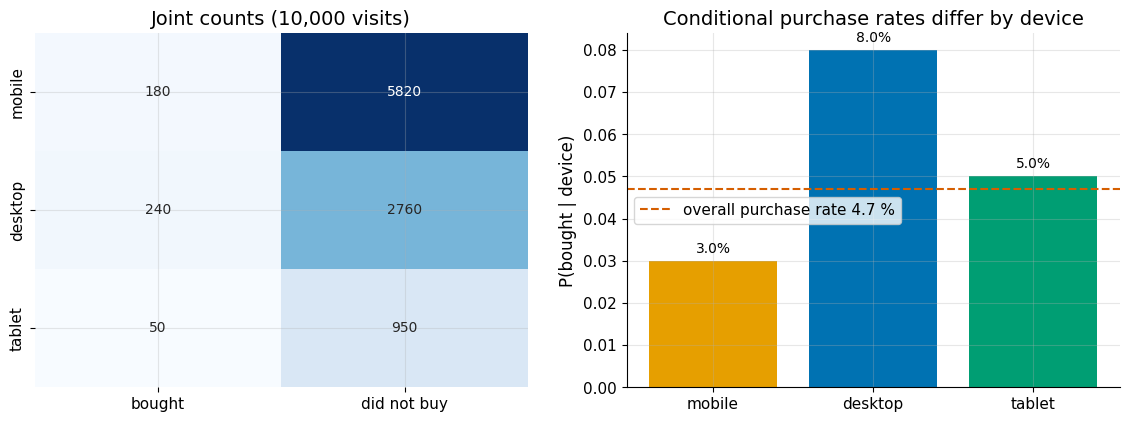 Joint counts (10,000 visits)
mobile
180
5820
desktop
240
2760
tablet
50
950
bought
did not buy
Conditional purchase rates differ by device
P(bought | device)
0.08
0.07
0.06
0.05
0.04
0.03
0.02
0.01
0.00
3.0%
8.0%
5.0%
overall purchase rate 4.7 %
mobile
desktop
tablet